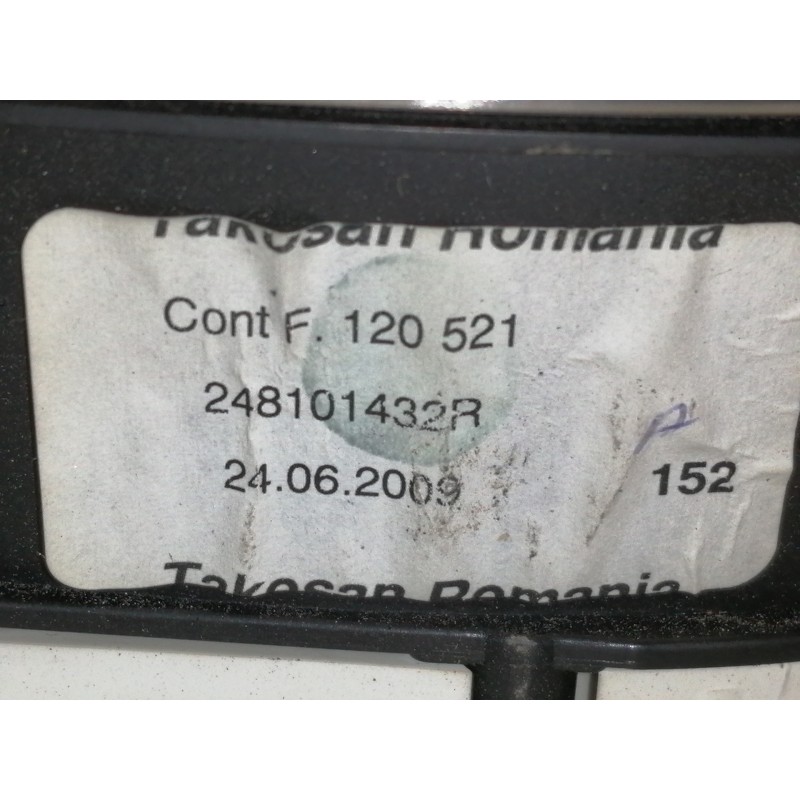 Takosan Romania
Cont F. 120 521
248101432R
24.06.2009
152
Takosan Romania